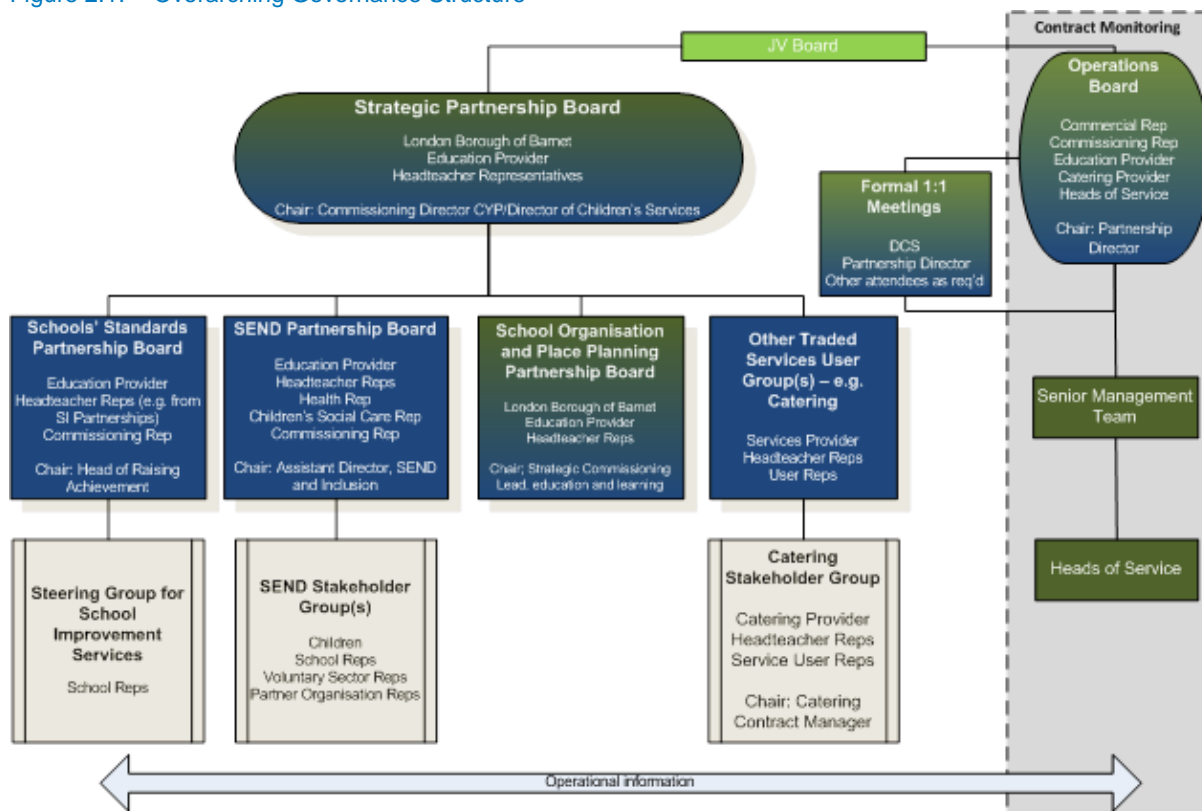 Figure 2.1: Overarching Governance Structure
Contract Monitoring
JV Board
Operations
Board
Commercial Rep
Commissioning Rep
Education Provider
Catering Provider
Heads of Service
Chair: Partnership
Director
Strategic Partnership Board
London Borough of Barnet
Education Provider
Headteacher Representatives
Chair: Commissioning Director CYP/Director of Children's Services
Formal 1:1
Meetings
DCS
Partnership Director
Other attendees as req'd
Schools' Standards
Partnership Board
Education Provider
Headteacher Reps (e.g. from
SI Partnerships)
Commissioning Rep
Chair: Head of Raising
Achievement
SEND Partnership Board
Education Provider
Headteacher Reps
Health Rep
Children's Social Care Rep
Commissioning Rep
Chair: Assistant Director, SEND
and Inclusion
School Organisation
and Place Planning
Partnership Board
London Borough of Barnet
Education Provider
Headteacher Reps
Chair; Strategic Commissioning
Lead, education and learning
Other Traded
Services User
Group(s) – e.g.
Catering
Services Provider
Headteacher Reps
User Reps
Senior Management
Team
Steering Group for
School
Improvement
Services
School Reps
SEND Stakeholder
Group(s)
Children
School Reps
Voluntary Sector Reps
Partner Organisation Reps
Catering
Stakeholder Group
Catering Provider
Headteacher Reps
Service User Reps
Chair: Catering
Contract Manager
Heads of Service
Operational information